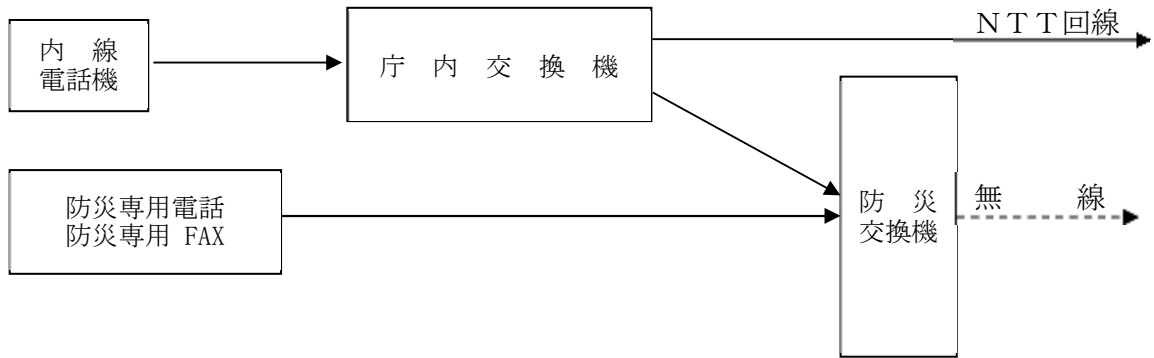 NTT回線
内　線
電話機
庁　内　交　換　機
防災専用電話
防災専用 FAX
防　災
交換機
無　　線